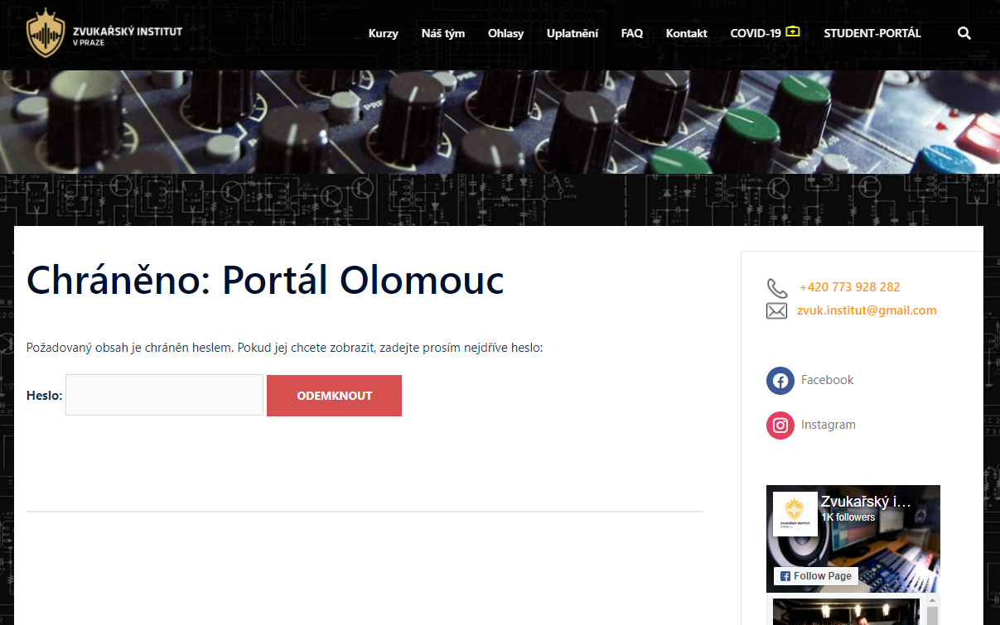 ZVUKAŘSKÝ INSTITUT
V PRAZE
Kurzy Náš tým Ohlasy Uplatnění FAQ Kontakt COVID-19 STUDENT-PORTÁL
Chráněno: Portál Olomouc
Požadovaný obsah je chráněn heslem. Pokud jej chcete zobrazit, zadejte prosím nejdříve heslo:
Heslo: ODEMKNOUT
+420 773 928 282
zvuk.institut@gmail.com
Facebook
Instagram
Zvukařský i…
1K followers
ZVUKAŘSKÝ INSTITUT
Follow Page